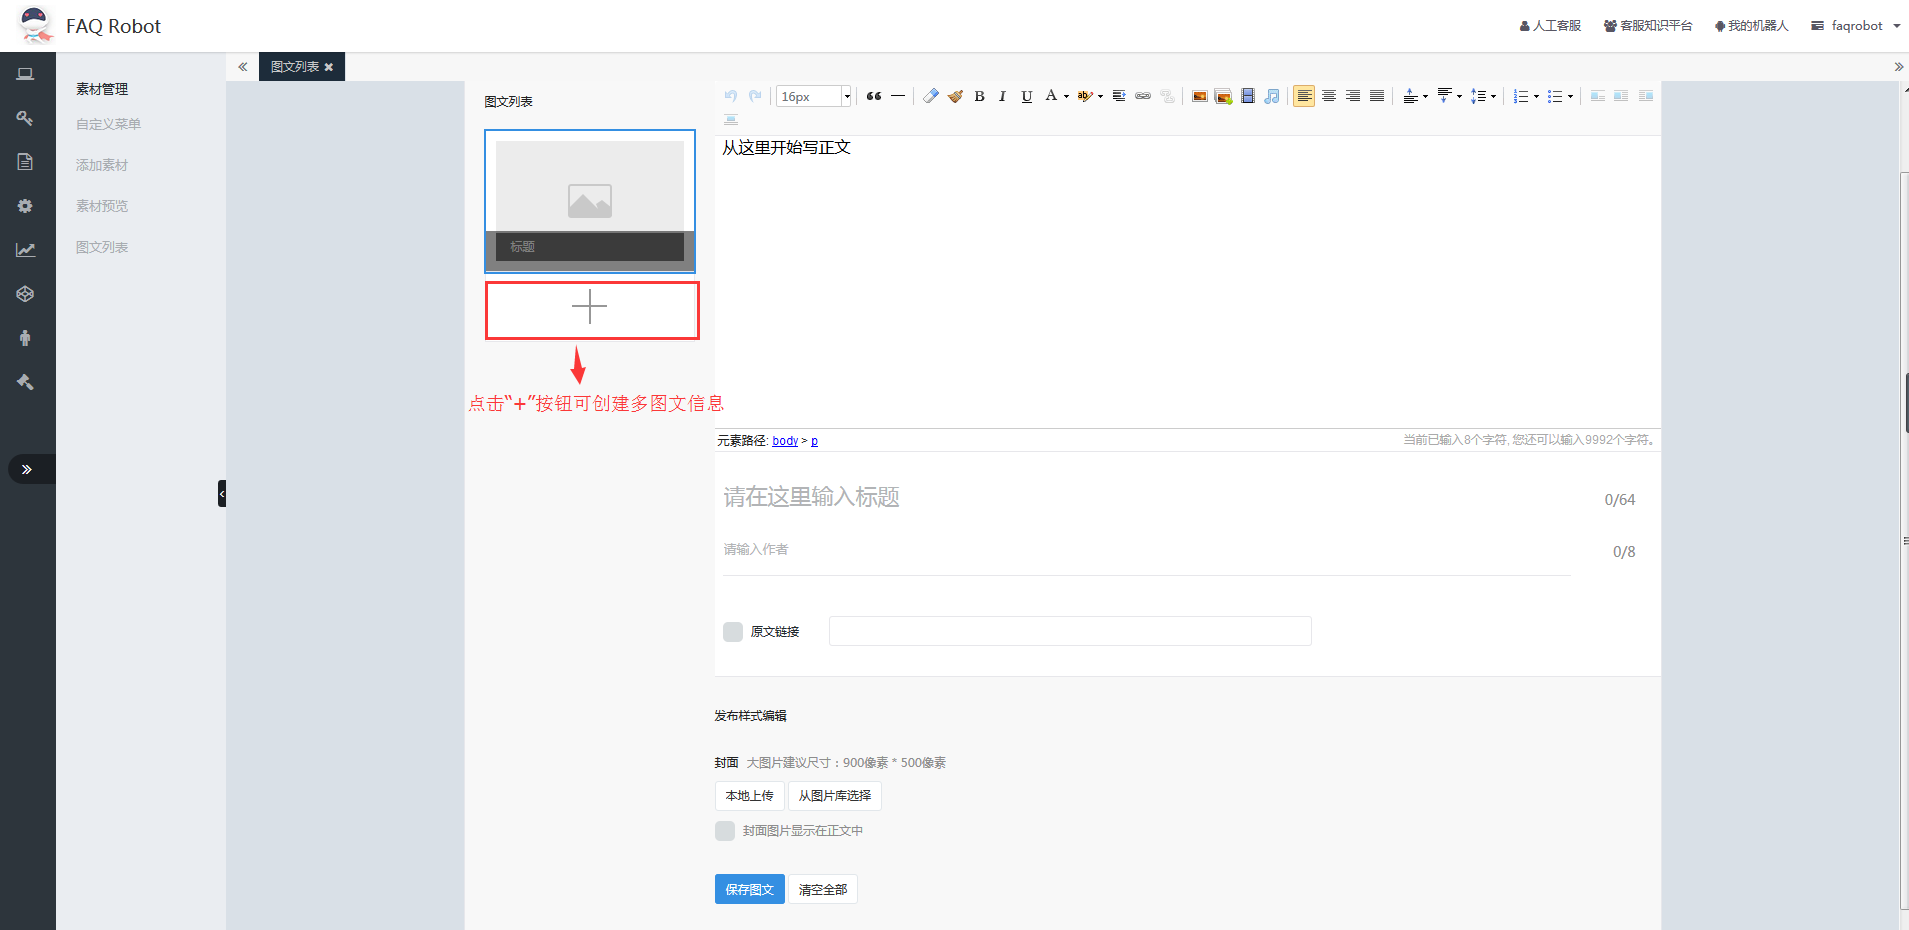 FAQ Robot
人工客服
客服知识平台
我的机器人
faqrobot
图文列表
素材管理
自定义菜单
添加素材
素材预览
图文列表
图文列表
标题
点击“+”按钮可创建多图文信息
16px
B I U A
从这里开始写正文
元素路径: body > p
当前已输入8个字符, 您还可以输入9992个字符。
请在这里输入标题
0/64
请输入作者
0/8
原文链接
发布样式编辑
封面 大图片建议尺寸：900像素 * 500像素
本地上传 从图片库选择
封面图片显示在正文中
保存图文 清空全部